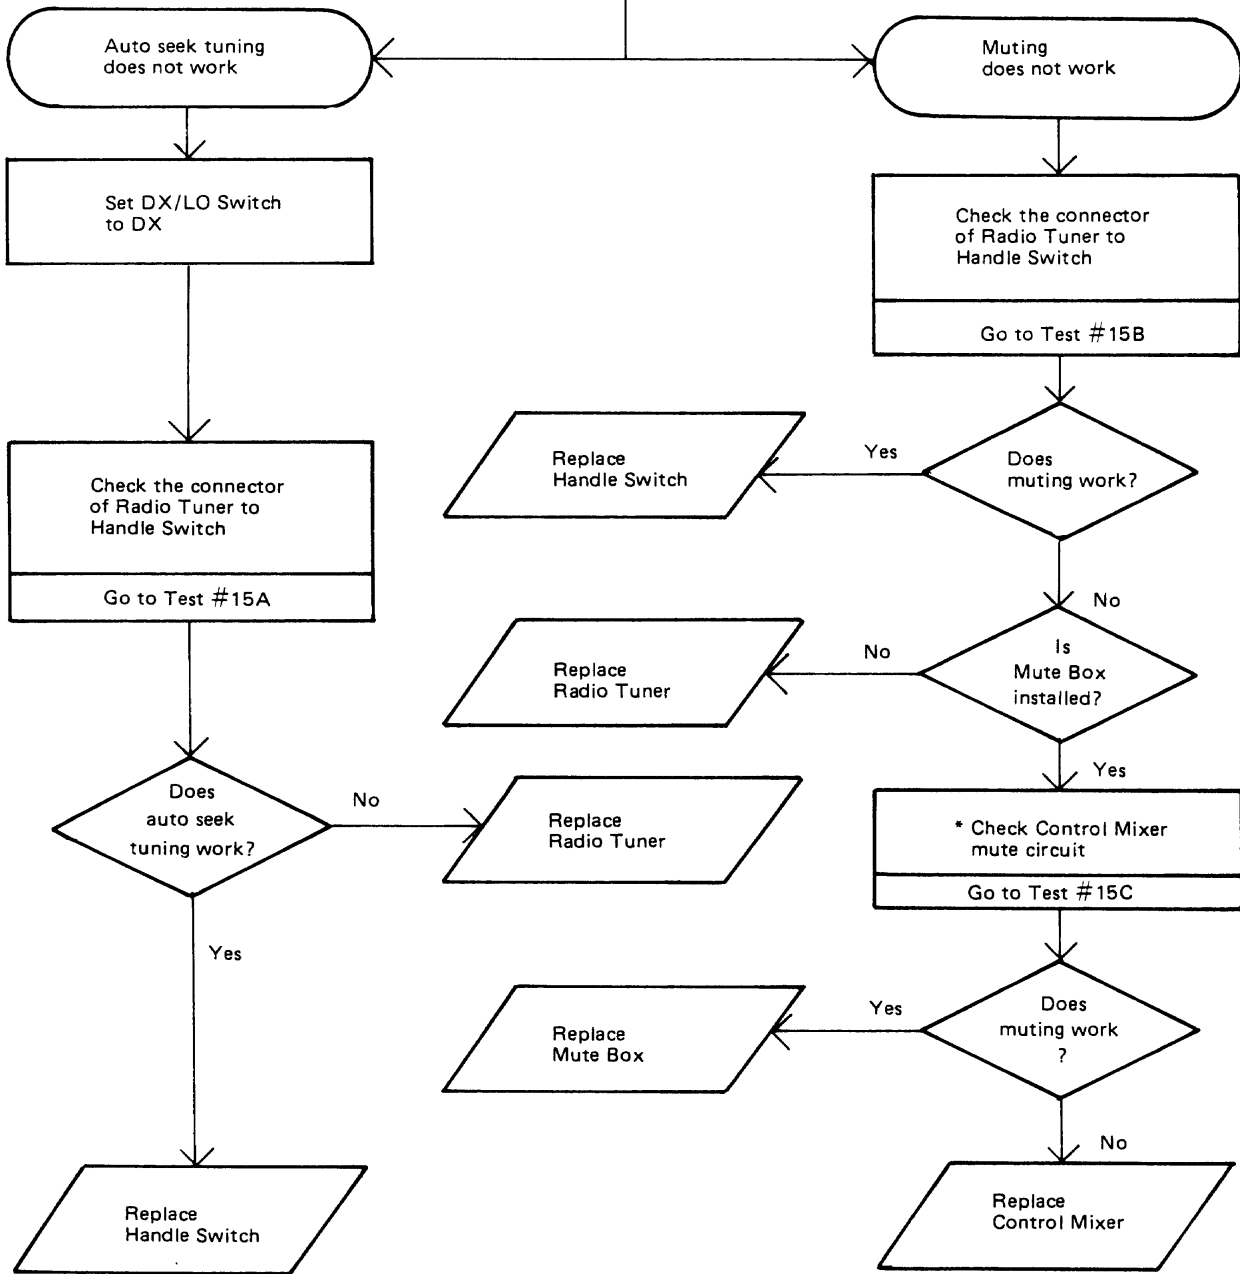 Auto seek tuning
does not work
Muting
does not work
Set DX/LO Switch
to DX
Check the connector
of Radio Tuner to
Handle Switch
Go to Test #15B
Replace
Handle Switch
Yes
Does
muting work?
Check the connector
of Radio Tuner to
Handle Switch
Go to Test #15A
No
Replace
Radio Tuner
No
Is
Mute Box
installed?
Yes
Does
auto seek
tuning work?
No
Replace
Radio Tuner
* Check Control Mixer
mute circuit
Go to Test #15C
Yes
Replace
Mute Box
Yes
Does
muting work
?
No
Replace
Handle Switch
Replace
Control Mixer